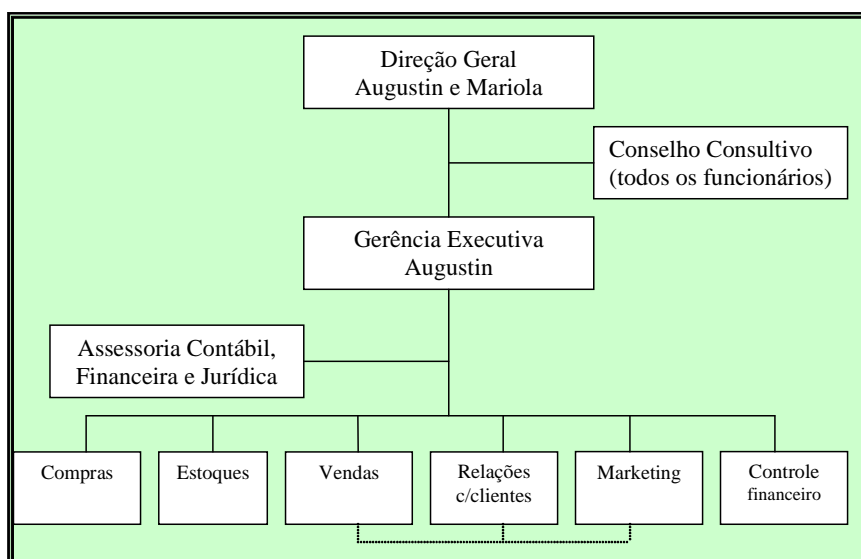 Direção Geral
Augustin e Mariola
Conselho Consultivo
(todos os funcionários)
Gerência Executiva
Augustin
Assessoria Contábil,
Financeira e Jurídica
Compras
Estoques
Vendas
Relações
c/clientes
Marketing
Controle
financeiro